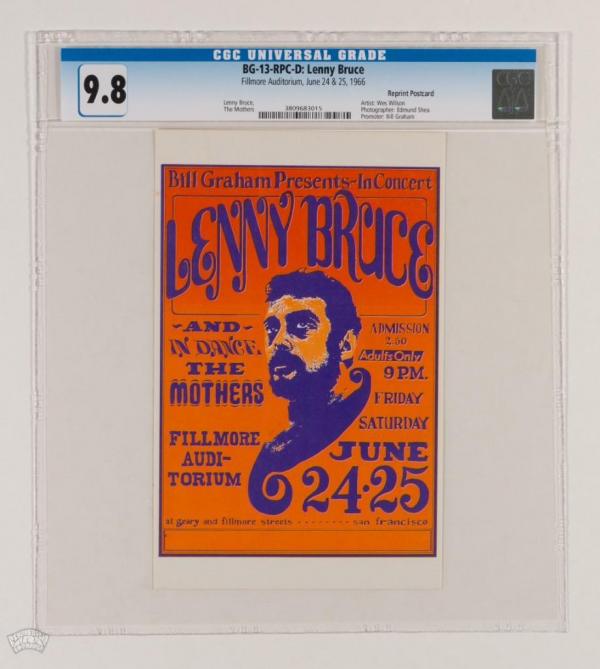 CGC UNIVERSAL GRADE
9.8
BG-13-RPC-D: Lenny Bruce
Fillmore Auditorium, June 24 & 25, 1966
Reprint Postcard
Lenny Bruce,
The Mothers
3809683015
Artist: Wes Wilson
Photographer: Edmund Shea
Promoter: Bill Graham
CGC
Bill Graham Presents-In Concert
LENNY BRUCE
-AND-
IN DANCE,
THE
MOTHERS
FILLMORE
AUDI-
TORIUM
ADMISSION
2.50
Adults Only
9 PM.
FRIDAY
SATURDAY
JUNE
24·25
at geary and fillmore streets -------- san francisco